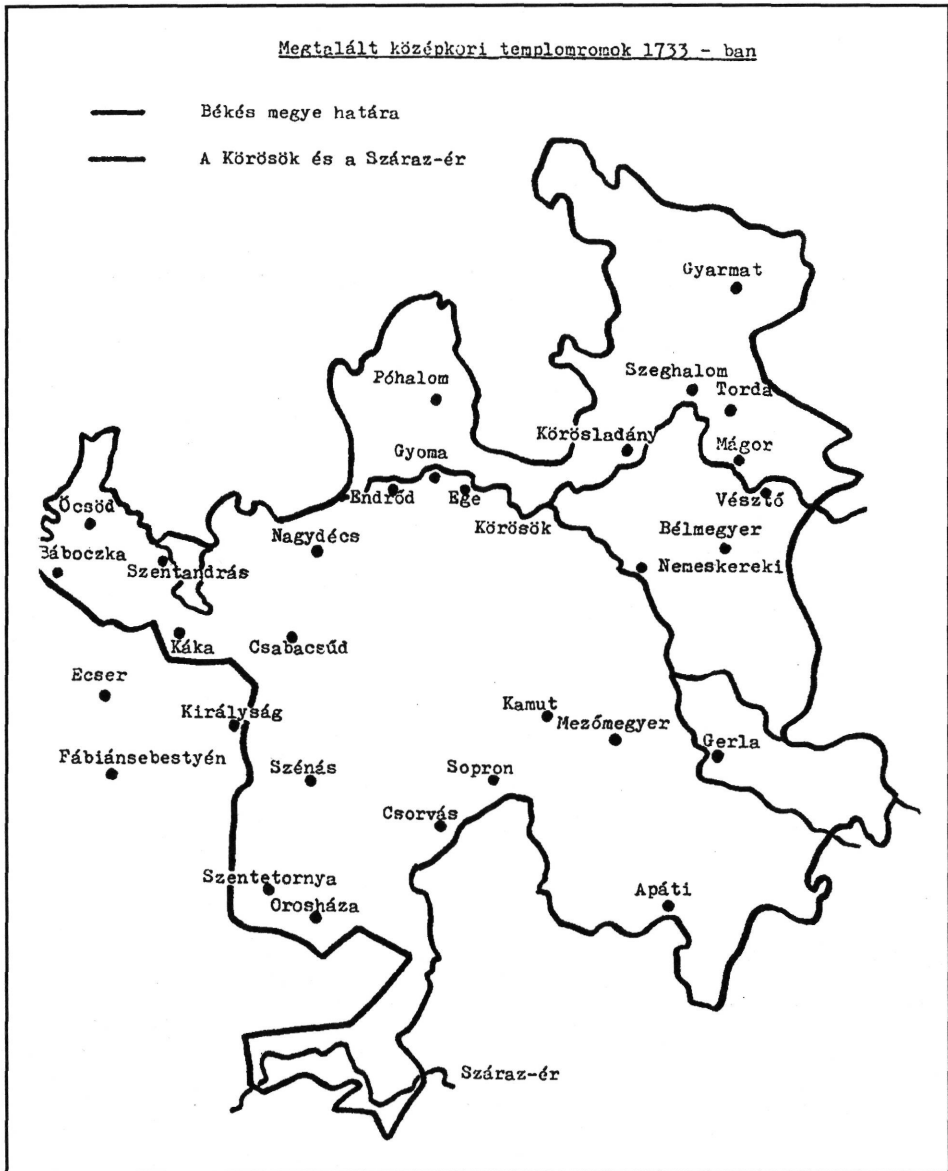 Megtalált középkori templomromok 1733 - ban
Békés megye határa
A Körösök és a Száraz-ér
Gyarmat
Szeghalom
Torda
Póhalom
Körösladány
Mágor
Gyoma
Endrőd
Ege
Vésztő
Öcsöd
Körösök
Nagydécs
Bélmegyer
Báboczka
Szentandrás
Nemeskereki
Káka
Csabacsűd
Ecser
Királyság
Kamut
Mezőmegyer
Gerla
Fábiánsebestyén
Szénás
Sopron
Csorvás
Szentetornya
Orosháza
Apáti
Száraz-ér